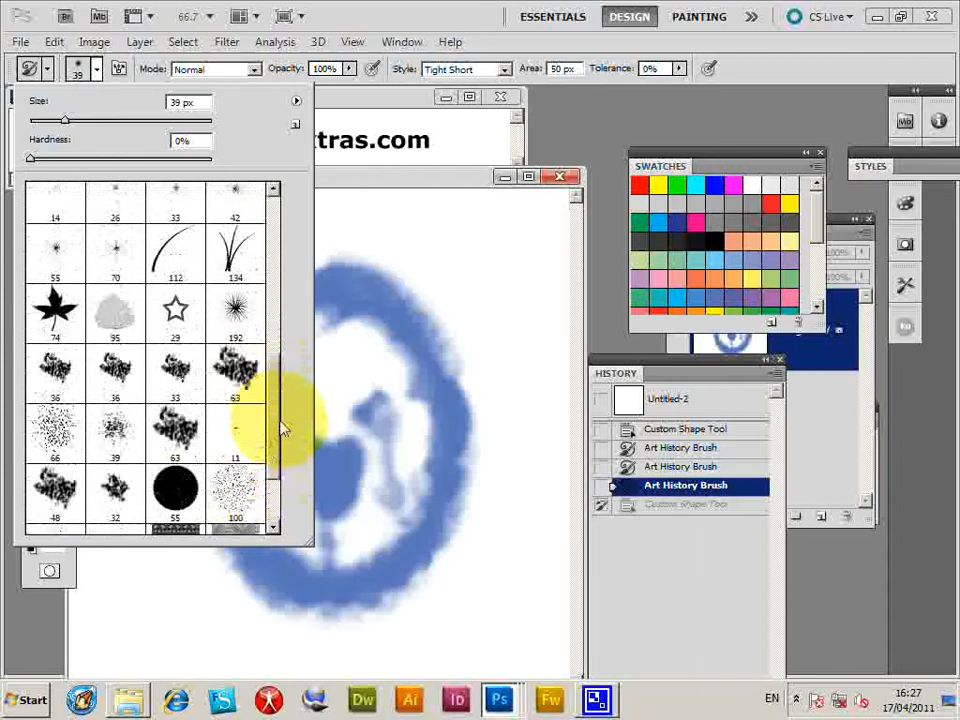 Ps Br Mb 66.7 ESSENTIALS DESIGN PAINTING CS Live
File Edit Image Layer Select Filter Analysis 3D View Window Help
39 Mode: Normal Opacity: 100% Style: Tight Short Area: 50 px Tolerance: 0%
Size: 39 px
Hardness: 0%
xtras.com
SWATCHES
STYLES
Mb
14 26 33 42
55 70 112 134
74 95 29 192
36 36 33 63
66 39 63 11
48 32 55 100
HISTORY
Untitled-2
Custom Shape Tool
Art History Brush
Art History Brush
Art History Brush
Custom Shape Tool
Start Dw Ai Id Ps Fw EN 16:27
17/04/2011